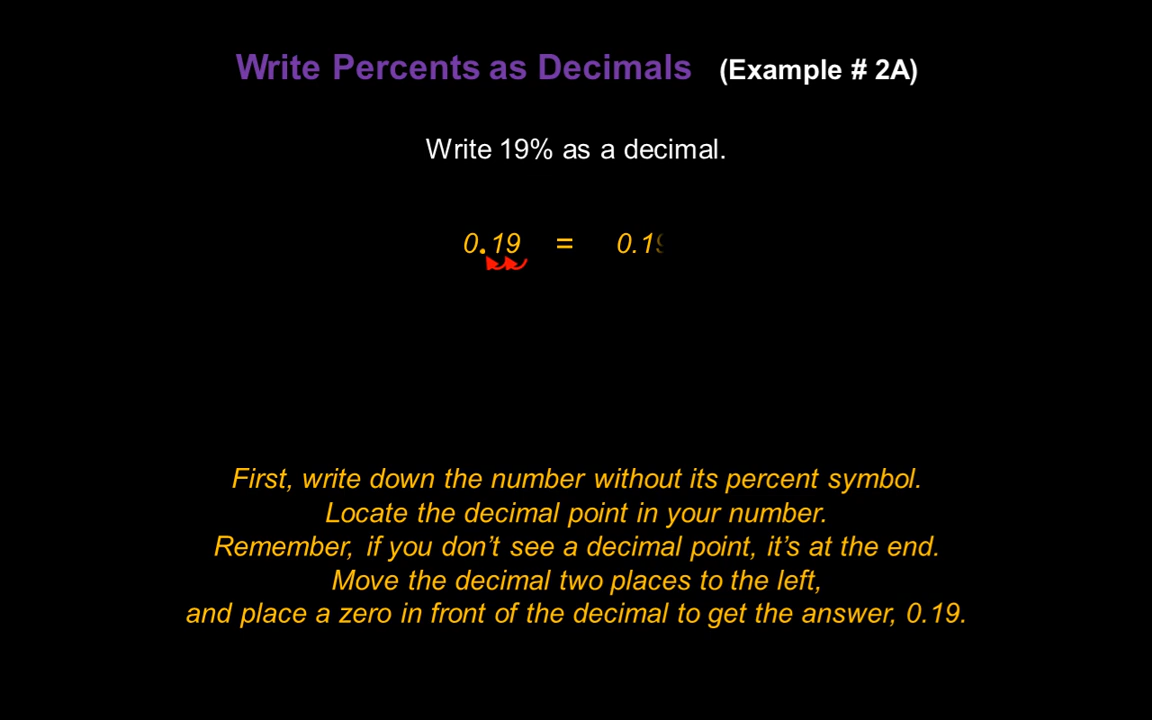 Write Percents as Decimals (Example # 2A)
Write 19% as a decimal.
0.19 = 0.19
First, write down the number without its percent symbol.
Locate the decimal point in your number.
Remember, if you don’t see a decimal point, it’s at the end.
Move the decimal two places to the left,
and place a zero in front of the decimal to get the answer, 0.19.